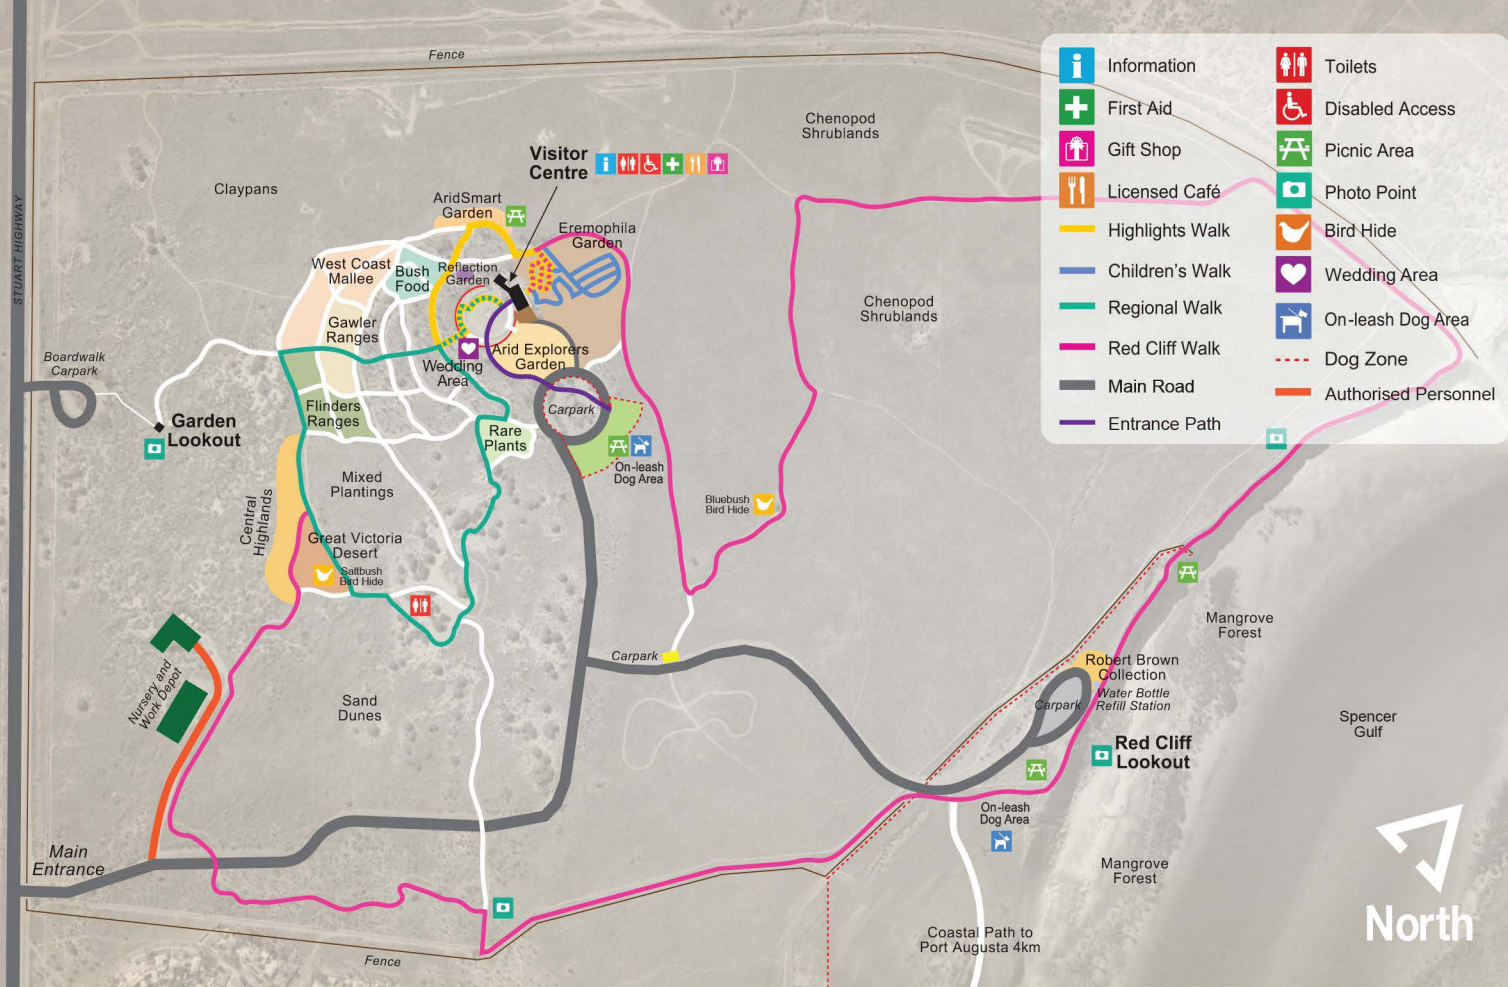 Fence
STUART HIGHWAY
Claypans
Chenopod
Shrublands
Visitor
Centre
AridSmart
Garden
Eremophila
Garden
West Coast
Mallee
Bush
Food
Reflection
Garden
Gawler
Ranges
Chenopod
Shrublands
Boardwalk
Carpark
Wedding
Area
Arid Explorers
Garden
Garden
Lookout
Flinders
Ranges
Carpark
Rare
Plants
On-leash
Dog Area
Mixed
Plantings
Bluebush
Bird Hide
Central
Highlands
Great Victoria
Desert
Saltbush
Bird Hide
Nursery and
Work Depot
Sand
Dunes
Carpark
Mangrove
Forest
Robert Brown
Collection
Water Bottle
Refill Station
Carpark
Spencer
Gulf
Red Cliff
Lookout
On-leash
Dog Area
Main
Entrance
Mangrove
Forest
Coastal Path to
Port Augusta 4km
Fence
North
Information
First Aid
Gift Shop
Licensed Café
Highlights Walk
Children's Walk
Regional Walk
Red Cliff Walk
Main Road
Entrance Path
Toilets
Disabled Access
Picnic Area
Photo Point
Bird Hide
Wedding Area
On-leash Dog Area
Dog Zone
Authorised Personnel